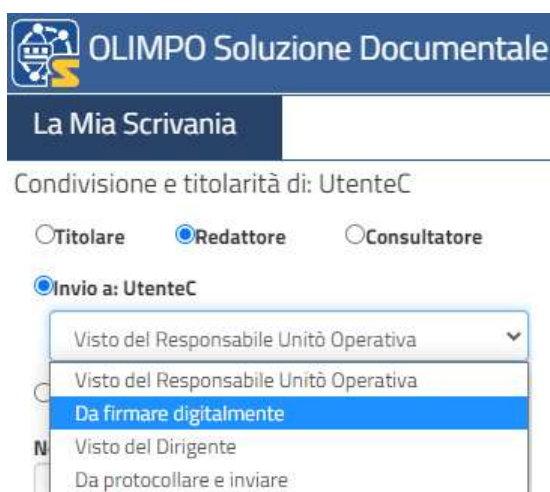 OLIMPO Soluzione Documentale
La Mia Scrivania
Condivisione e titolarità di: UtenteC
Titolare Redattore Consultatore
Invio a: UtenteC
Visto del Responsabile Unitò Operativa
Visto del Responsabile Unitò Operativa
Da firmare digitalmente
Visto del Dirigente
Da protocollare e inviare